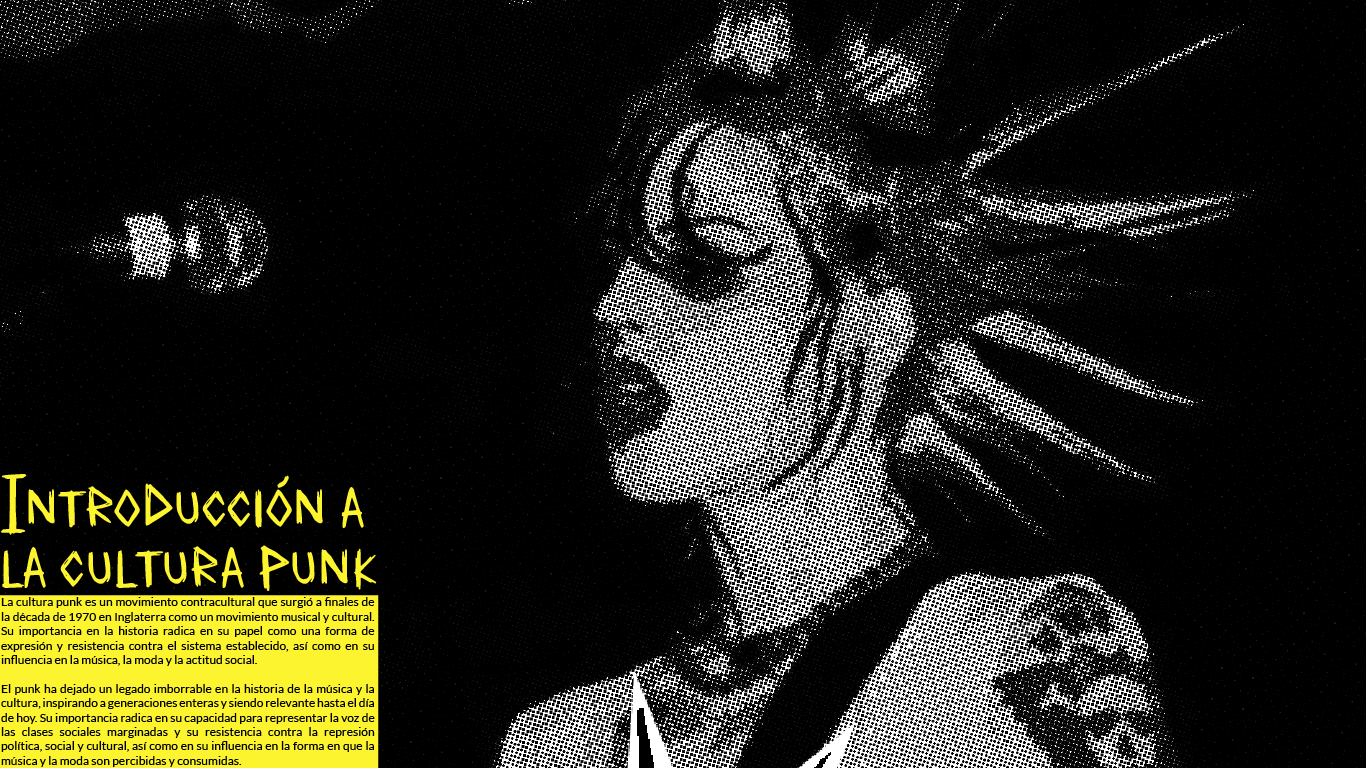 Introducción a
la cultura punk
La cultura punk es un movimiento contracultural que surgió a finales de
la década de 1970 en Inglaterra como un movimiento musical y cultural.
Su importancia en la historia radica en su papel como una forma de
expresión y resistencia contra el sistema establecido, así como en su
influencia en la música, la moda y la actitud social.
El punk ha dejado un legado imborrable en la historia de la música y la
cultura, inspirando a generaciones enteras y siendo relevante hasta el día
de hoy. Su importancia radica en su capacidad para representar la voz de
las clases sociales marginadas y su resistencia contra la represión
política, social y cultural, así como en su influencia en la forma en que la
música y la moda son percibidas y consumidas.